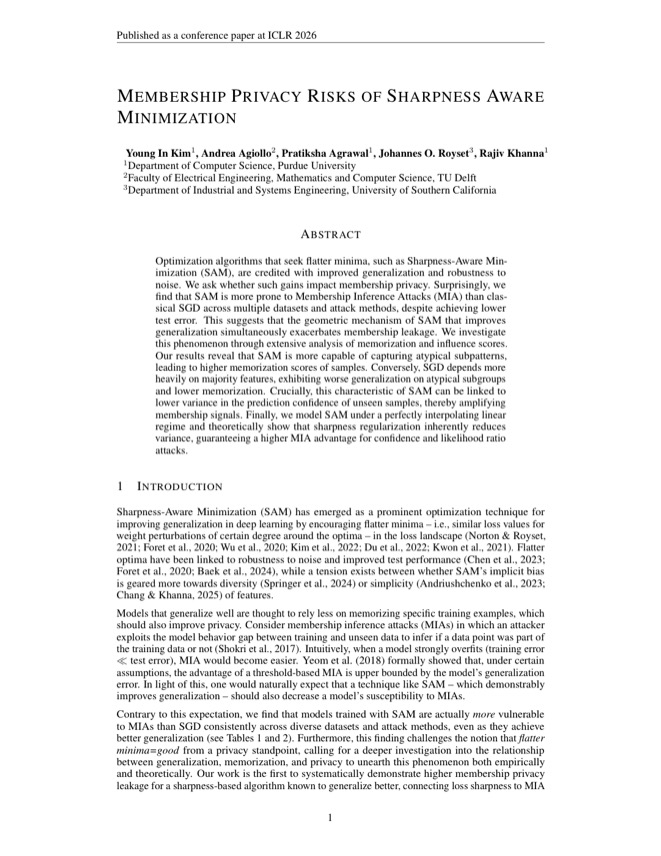 Published as a conference paper at ICLR 2026
MEMBERSHIP PRIVACY RISKS OF SHARPNESS AWARE
MINIMIZATION
Young In Kim1, Andrea Agiollo2, Pratiksha Agrawal1, Johannes O. Royset3, Rajiv Khanna1
1Department of Computer Science, Purdue University
2Faculty of Electrical Engineering, Mathematics and Computer Science, TU Delft
3Department of Industrial and Systems Engineering, University of Southern California
ABSTRACT
Optimization algorithms that seek flatter minima, such as Sharpness-Aware Min-
imization (SAM), are credited with improved generalization and robustness to
noise. We ask whether such gains impact membership privacy. Surprisingly, we
find that SAM is more prone to Membership Inference Attacks (MIA) than clas-
sical SGD across multiple datasets and attack methods, despite achieving lower
test error. This suggests that the geometric mechanism of SAM that improves
generalization simultaneously exacerbates membership leakage. We investigate
this phenomenon through extensive analysis of memorization and influence scores.
Our results reveal that SAM is more capable of capturing atypical subpatterns,
leading to higher memorization scores of samples. Conversely, SGD depends more
heavily on majority features, exhibiting worse generalization on atypical subgroups
and lower memorization. Crucially, this characteristic of SAM can be linked to
lower variance in the prediction confidence of unseen samples, thereby amplifying
membership signals. Finally, we model SAM under a perfectly interpolating linear
regime and theoretically show that sharpness regularization inherently reduces
variance, guaranteeing a higher MIA advantage for confidence and likelihood ratio
attacks.
1 INTRODUCTION
Sharpness-Aware Minimization (SAM) has emerged as a prominent optimization technique for
improving generalization in deep learning by encouraging flatter minima – i.e., similar loss values for
weight perturbations of certain degree around the optima – in the loss landscape (Norton & Royset,
2021; Foret et al., 2020; Wu et al., 2020; Kim et al., 2022; Du et al., 2022; Kwon et al., 2021). Flatter
optima have been linked to robustness to noise and improved test performance (Chen et al., 2023;
Foret et al., 2020; Baek et al., 2024), while a tension exists between whether SAM's implicit bias
is geared more towards diversity (Springer et al., 2024) or simplicity (Andriushchenko et al., 2023;
Chang & Khanna, 2025) of features.
Models that generalize well are thought to rely less on memorizing specific training examples, which
should also improve privacy. Consider membership inference attacks (MIAs) in which an attacker
exploits the model behavior gap between training and unseen data to infer if a data point was part of
the training data or not (Shokri et al., 2017). Intuitively, when a model strongly overfits (training error
≪ test error), MIA would become easier. Yeom et al. (2018) formally showed that, under certain
assumptions, the advantage of a threshold-based MIA is upper bounded by the model's generalization
error. In light of this, one would naturally expect that a technique like SAM – which demonstrably
improves generalization – should also decrease a model's susceptibility to MIAs.
Contrary to this expectation, we find that models trained with SAM are actually more vulnerable
to MIAs than SGD consistently across diverse datasets and attack methods, even as they achieve
better generalization (see Tables 1 and 2). Furthermore, this finding challenges the notion that flatter
minima=good from a privacy standpoint, calling for a deeper investigation into the relationship
between generalization, memorization, and privacy to unearth this phenomenon both empirically
and theoretically. Our work is the first to systematically demonstrate higher membership privacy
leakage for a sharpness-based algorithm known to generalize better, connecting loss sharpness to MIA
1